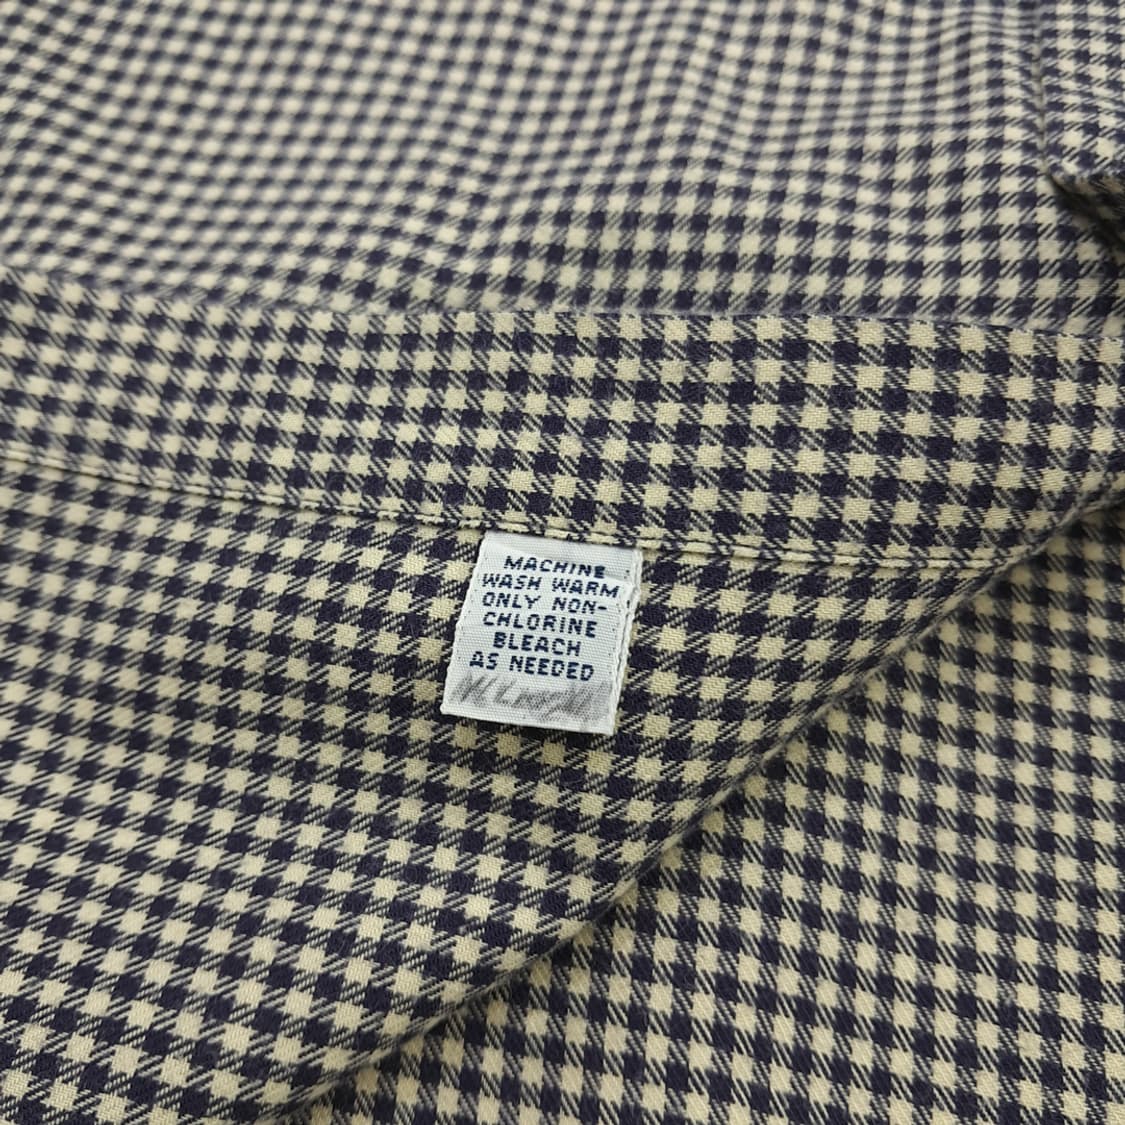 MACHINE
WASH WARM
ONLY NON-
CHLORINE
BLEACH
AS NEEDED